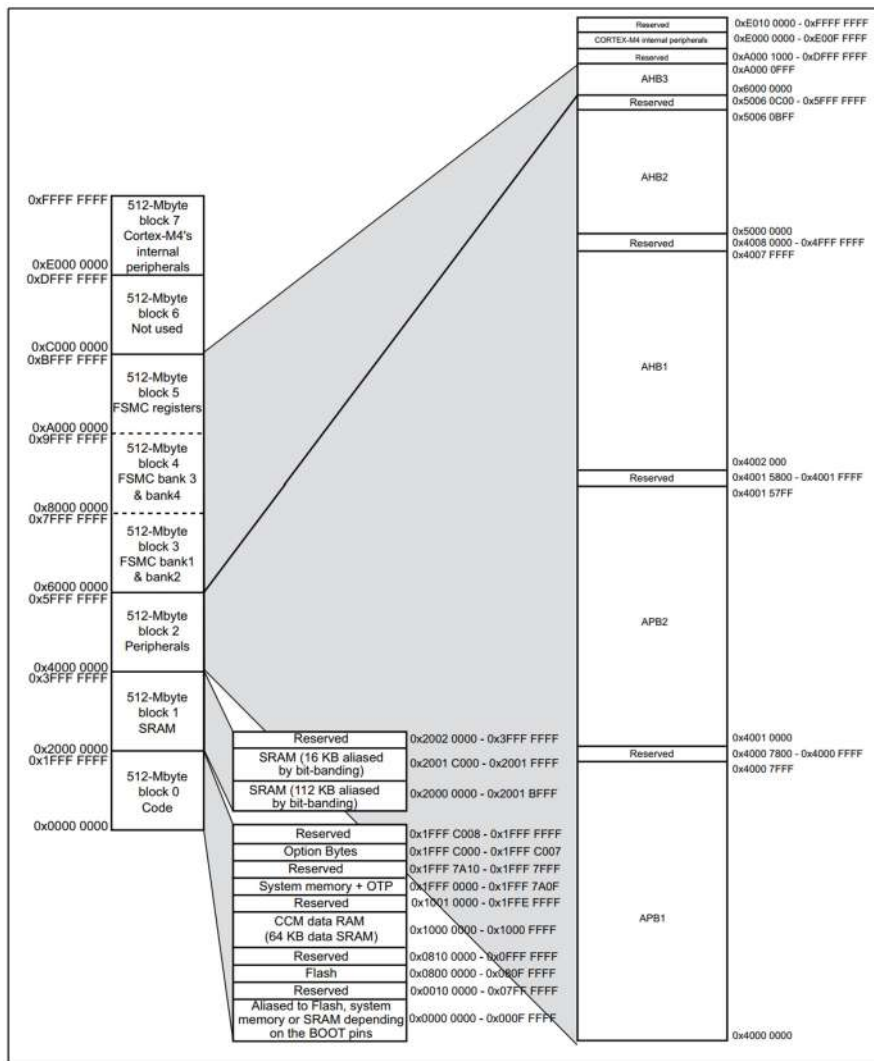 0xFFFF FFFF
512-Mbyte
block 7
Cortex-M4's
internal
peripherals
0xE000 0000
0xDFFF FFFF
512-Mbyte
block 6
Not used
0xC000 0000
0xBFFF FFFF
512-Mbyte
block 5
FSMC registers
0xA000 0000
0x9FFF FFFF
512-Mbyte
block 4
FSMC bank 3
& bank4
0x8000 0000
0x7FFF FFFF
512-Mbyte
block 3
FSMC bank1
& bank2
0x6000 0000
0x5FFF FFFF
512-Mbyte
block 2
Peripherals
0x4000 0000
0x3FFF FFFF
512-Mbyte
block 1
SRAM
0x2000 0000
0x1FFF FFFF
512-Mbyte
block 0
Code
0x0000 0000
Reserved 0x2002 0000 - 0x3FFF FFFF
SRAM (16 KB aliased
by bit-banding) 0x2001 C000 - 0x2001 FFFF
SRAM (112 KB aliased
by bit-banding) 0x2000 0000 - 0x2001 BFFF
Reserved 0x1FFF C008 - 0x1FFF FFFF
Option Bytes 0x1FFF C000 - 0x1FFF C007
Reserved 0x1FFF 7A10 - 0x1FFF 7FFF
System memory + OTP 0x1FFF 0000 - 0x1FFF 7A0F
Reserved 0x1001 0000 - 0x1FFE FFFF
CCM data RAM
(64 KB data SRAM) 0x1000 0000 - 0x1000 FFFF
Reserved 0x0810 0000 - 0x0FFF FFFF
Flash 0x0800 0000 - 0x080F FFFF
Reserved 0x0010 0000 - 0x07FF FFFF
Aliased to Flash, system
memory or SRAM depending
on the BOOT pins 0x0000 0000 - 0x000F FFFF
Reserved 0xE010 0000 - 0xFFFF FFFF
CORTEX-M4 internal peripherals 0xE000 0000 - 0xE00F FFFF
Reserved 0xA000 1000 - 0xDFFF FFFF
0xA000 0FFF
AHB3
0x6000 0000
Reserved 0x5006 0C00 - 0x5FFF FFFF
0x5006 0BFF
AHB2
0x5000 0000
Reserved 0x4008 0000 - 0x4FFF FFFF
0x4007 FFFF
AHB1
0x4002 000
Reserved 0x4001 5800 - 0x4001 FFFF
0x4001 57FF
APB2
0x4001 0000
Reserved 0x4000 7800 - 0x4000 FFFF
0x4000 7FFF
APB1
0x4000 0000